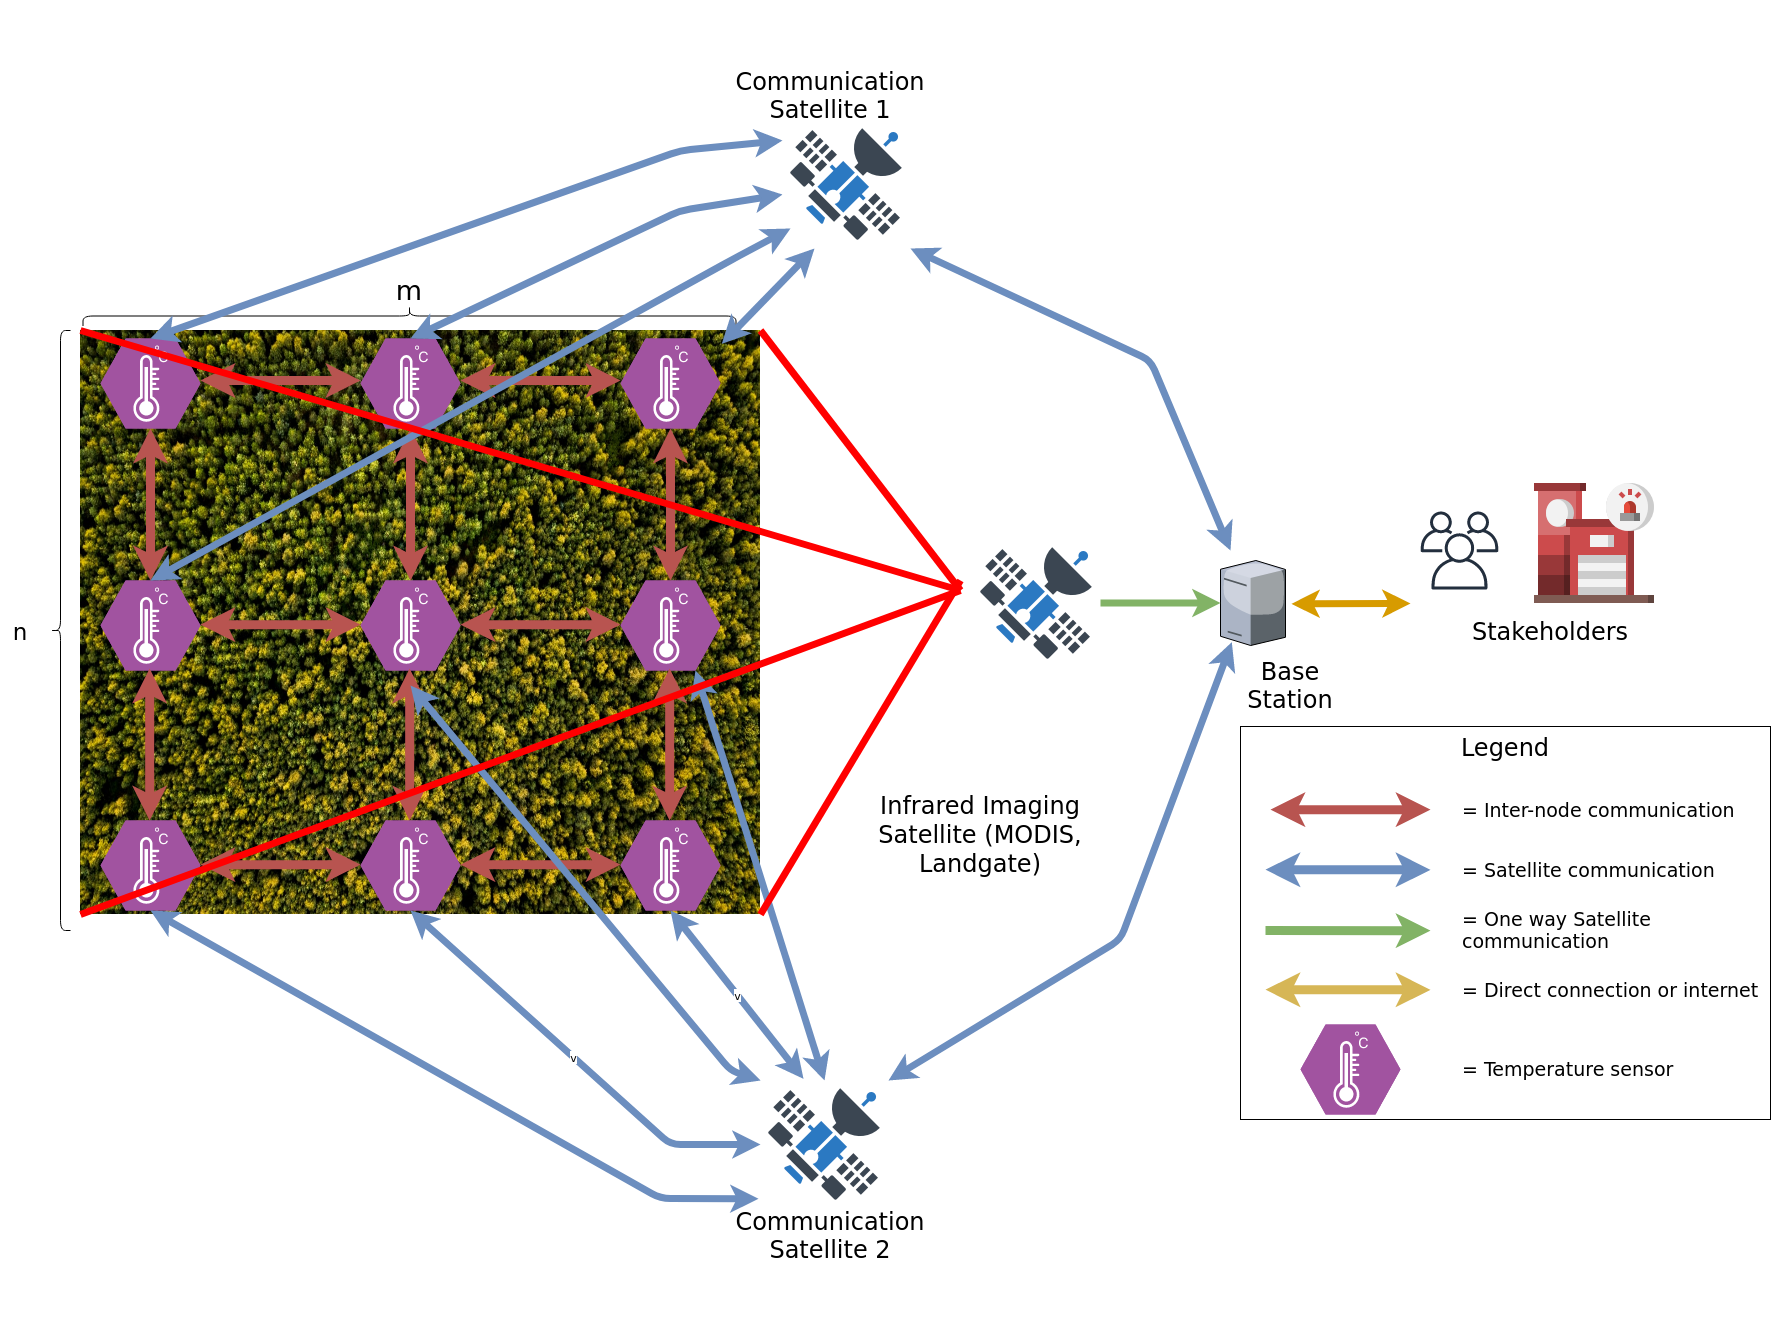 Communication
Satellite 1
m
°C
°C
°C
n
°C
°C
°C
°C
°C
°C
Stakeholders
Base
Station
Infrared Imaging
Satellite (MODIS,
Landgate)
v
v
Communication
Satellite 2
Legend
= Inter-node communication
= Satellite communication
= One way Satellite
communication
= Direct connection or internet
°C
= Temperature sensor